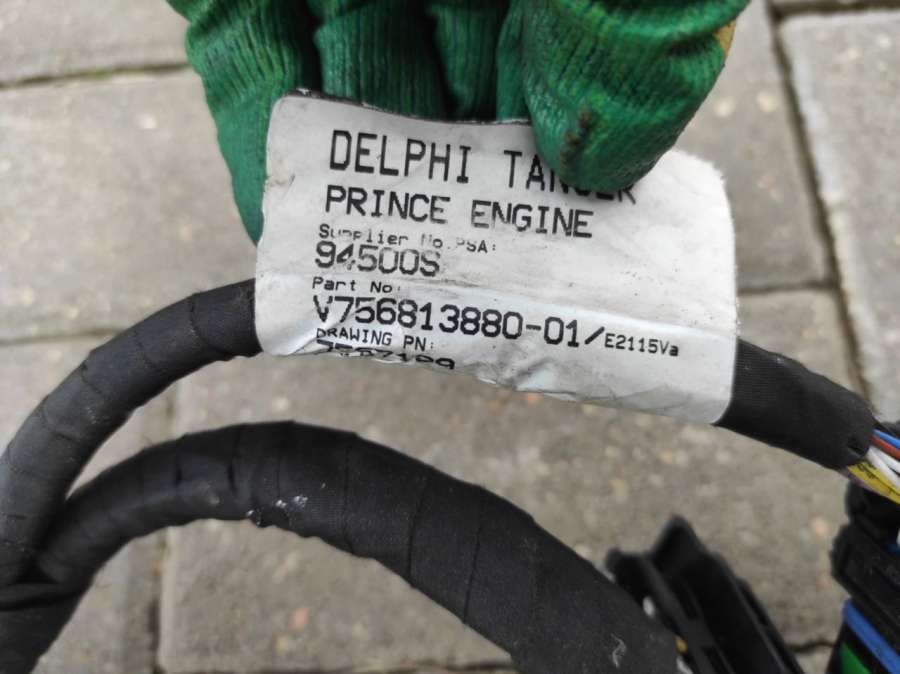 DELPHI
PRINCE ENGINE
Supplier No.PSA:
94500S
Part No:
V756813880-01/E2115Va
DRAWING PN: